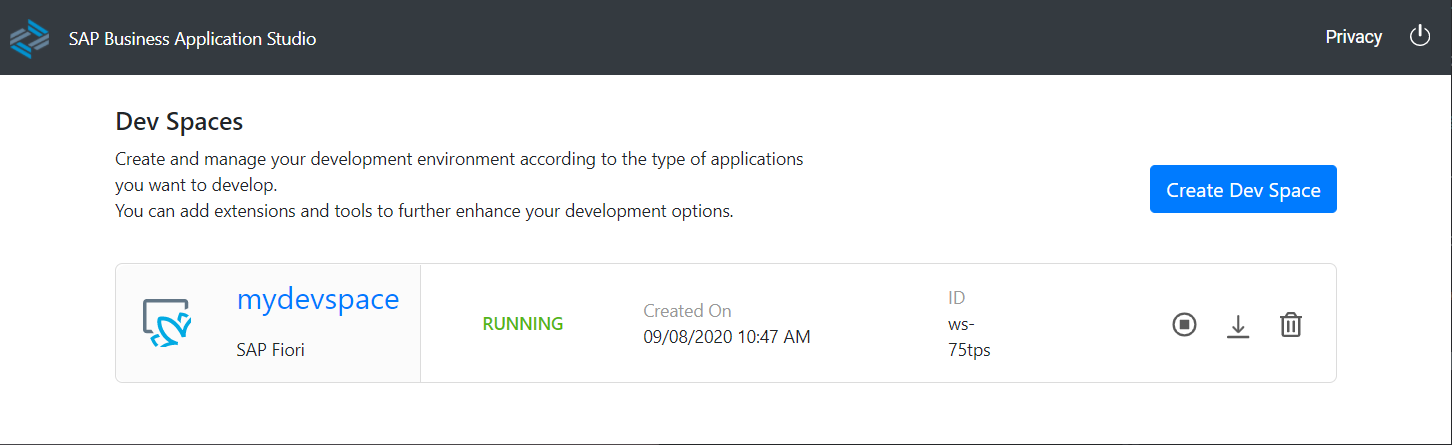 SAP Business Application Studio
Privacy
Dev Spaces
Create and manage your development environment according to the type of applications
you want to develop.
You can add extensions and tools to further enhance your development options.
Create Dev Space
mydevspace
SAP Fiori
RUNNING
Created On
09/08/2020 10:47 AM
ID
ws-
75tps